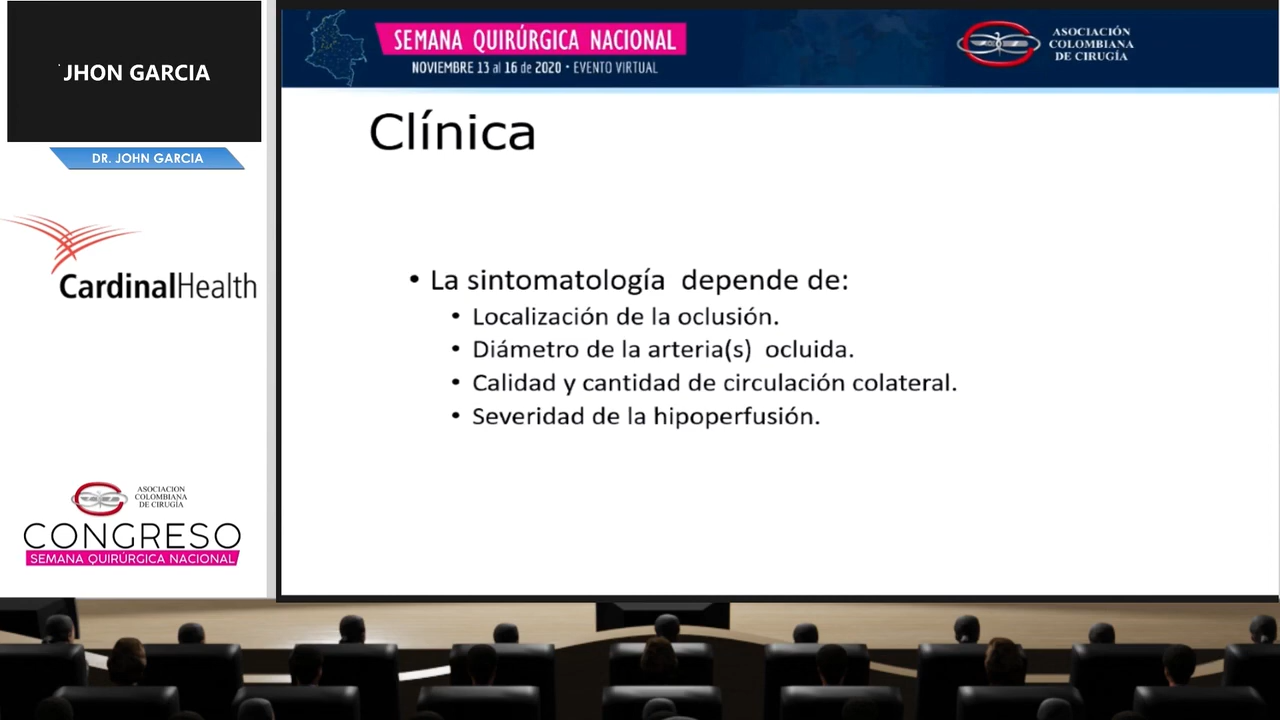 JHON GARCIA
DR. JOHN GARCIA
CardinalHealth
ASOCIACION
COLOMBIANA
DE CIRUGÍA
CONGRESO
SEMANA QUIRÚRGICA NACIONAL
SEMANA QUIRÚRGICA NACIONAL
NOVIEMBRE 13 al 16 de 2020 • EVENTO VIRTUAL
ASOCIACIÓN
COLOMBIANA
DE CIRUGÍA
Clínica
• La sintomatología depende de:
• Localización de la oclusión.
• Diámetro de la arteria(s) ocluida.
• Calidad y cantidad de circulación colateral.
• Severidad de la hipoperfusión.